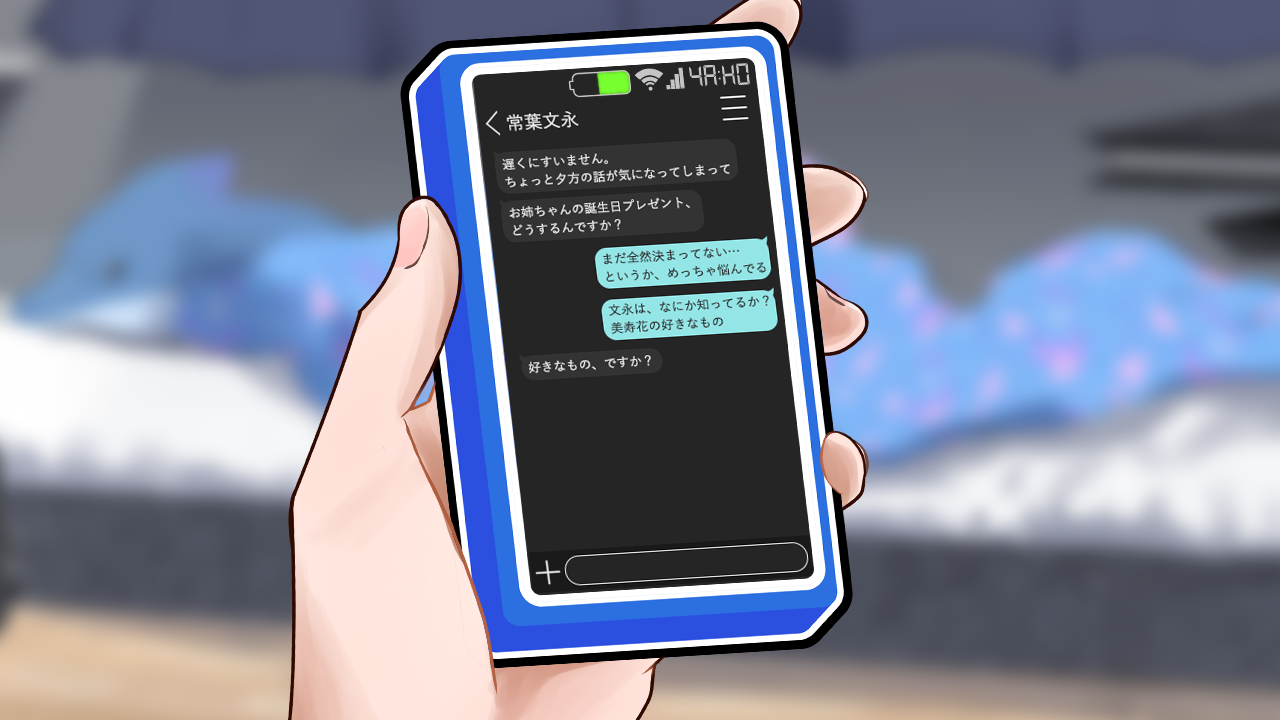 4A:HO
常葉文永
遅くにすいません。
ちょっと夕方の話が気になってしまって
お姉ちゃんの誕生日プレゼント、
どうするんですか？
まだ全然決まってない…
というか、めっちゃ悩んでる
文永は、なにか知ってるか？
美寿花の好きなもの
好きなもの、ですか？